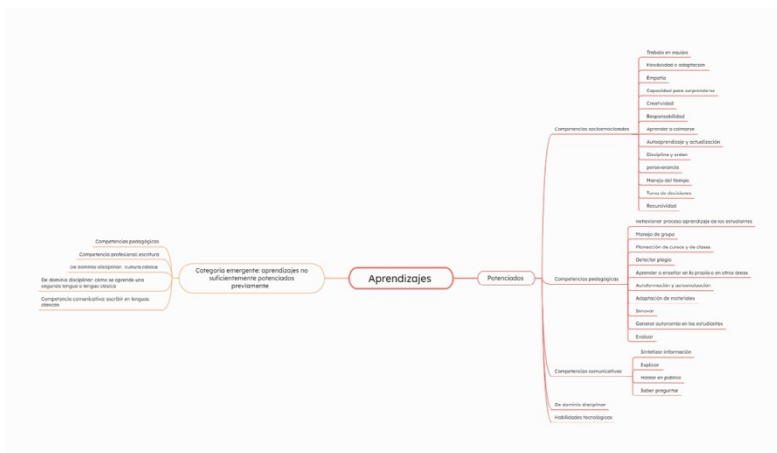 Aprendizajes
Categoría emergente: aprendizajes no
suficientemente potenciados
previamente
Competencias pedagógicas
Competencia profesional: escritura
De dominio disciplinar: cultura clásica
De dominio disciplinar: cómo se aprende una
segunda lengua o lengua clásica
Competencia comunicativa: escribir en lenguas
clásicas
Potenciados
Competencias socioemocionales
Trabajo en equipo
Flexibilidad o adaptación
Empatía
Capacidad para sorprenderse
Creatividad
Responsabilidad
Aprender a calmarse
Autoaprendizaje y actualización
Disciplina y orden
perseverancia
Manejo del tiempo
Toma de decisiones
Recursividad
Competencias pedagógicas
Reflexionar proceso aprendizaje de los estudiantes
Manejo de grupo
Planeación de cursos y de clases
Detectar plagio
Aprender a enseñar en la propia o en otras áreas
Autoformación y autoevaluación
Adaptación de materiales
Innovar
Generar autonomía en los estudiantes
Evaluar
Competencias comunicativas
Sintetizar información
Explicar
Hablar en público
Saber preguntar
De dominio disciplinar
Habilidades tecnológicas